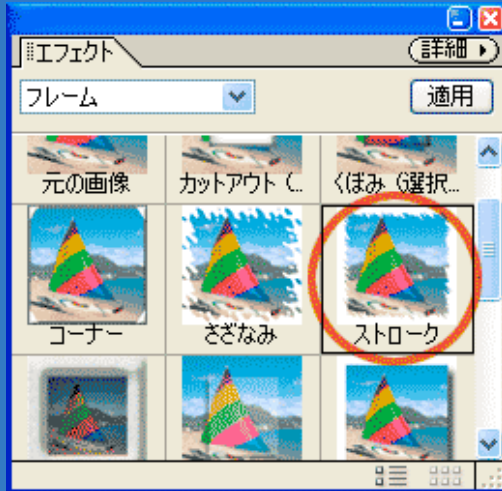 エフェクト
詳細
フレーム
適用
元の画像
カットアウト (...
くぼみ (選択...
コーナー
さざなみ
ストローク